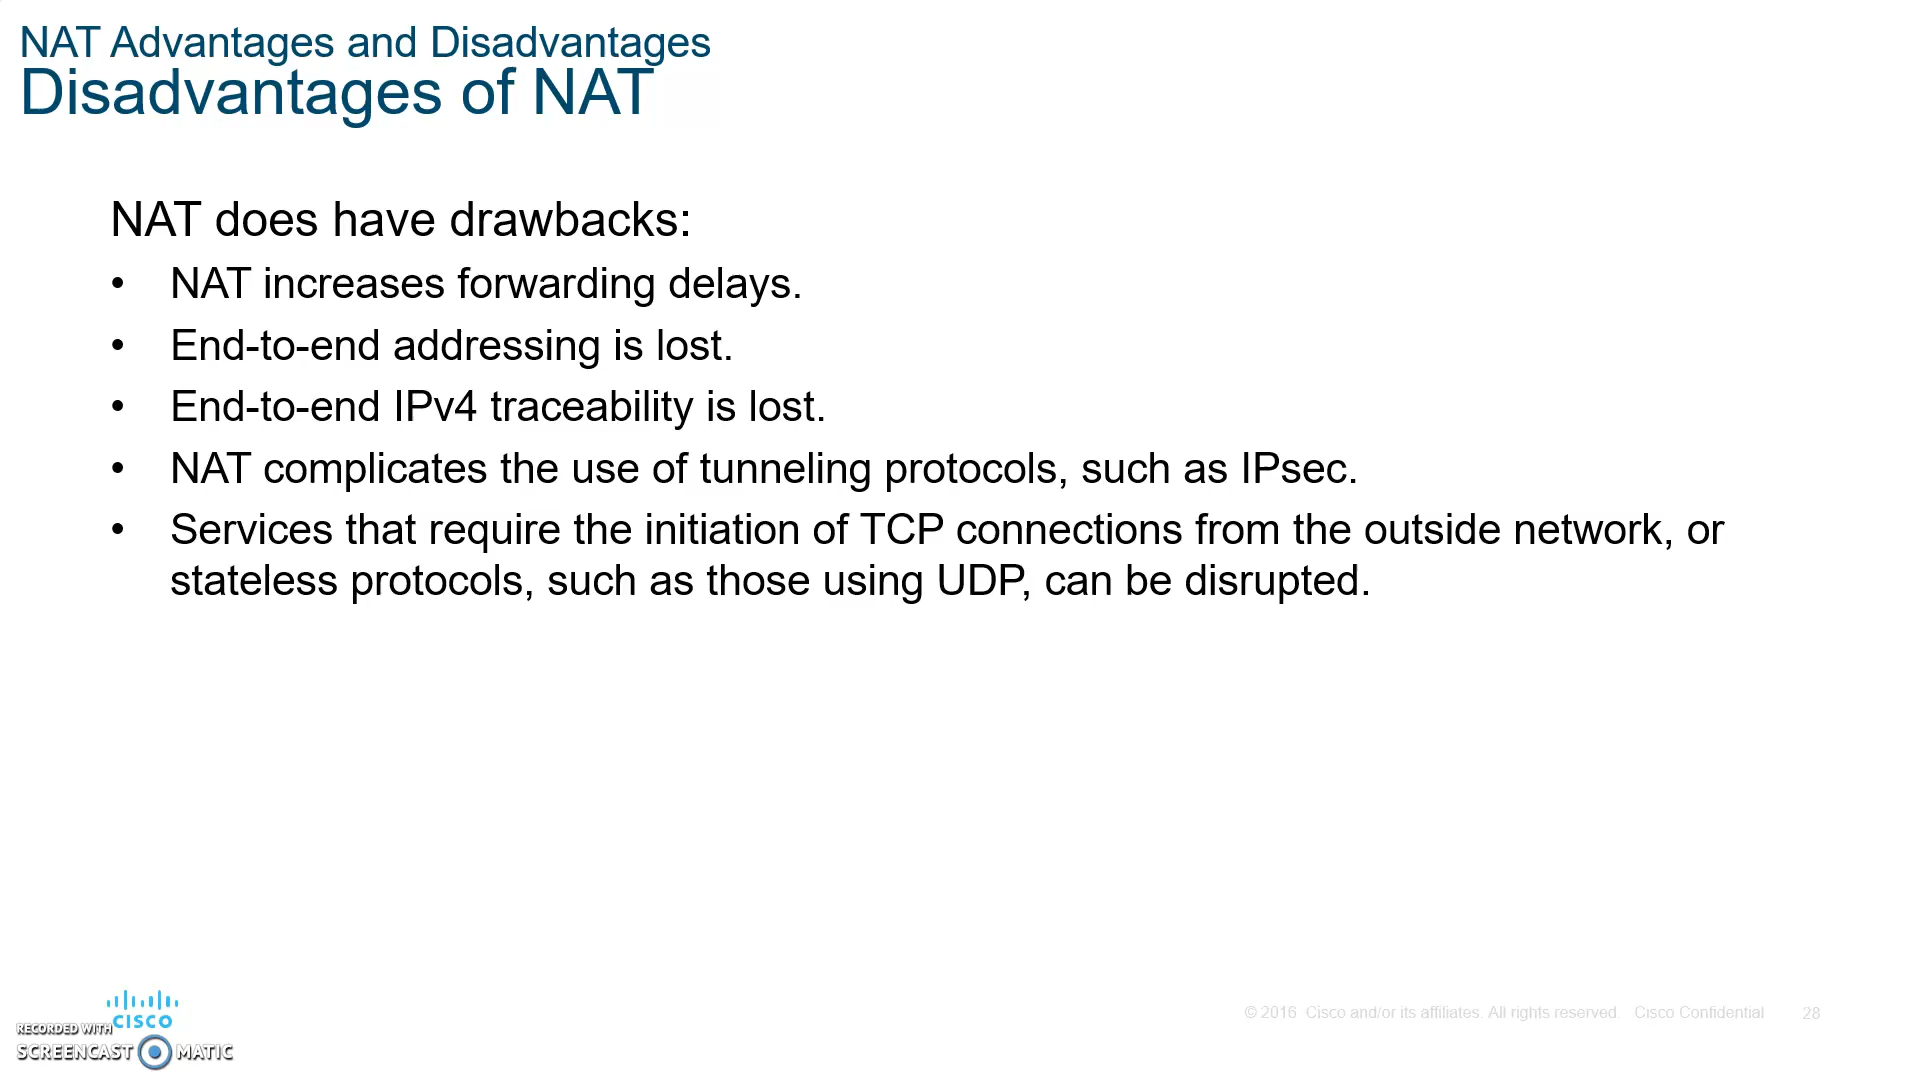 NAT Advantages and Disadvantages
Disadvantages of NAT
NAT does have drawbacks:
• NAT increases forwarding delays.
• End-to-end addressing is lost.
• End-to-end IPv4 traceability is lost.
• NAT complicates the use of tunneling protocols, such as IPsec.
• Services that require the initiation of TCP connections from the outside network, or
stateless protocols, such as those using UDP, can be disrupted.
CISCO
RECORDED WITH
SCREENCAST MATIC
© 2016 Cisco and/or its affiliates. All rights reserved. Cisco Confidential 28